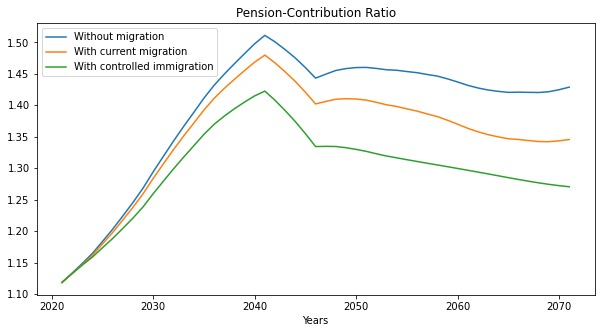 Pension-Contribution Ratio
Without migration
With current migration
With controlled immigration
1.50
1.45
1.40
1.35
1.30
1.25
1.20
1.15
1.10
2020 2030 2040 2050 2060 2070
Years